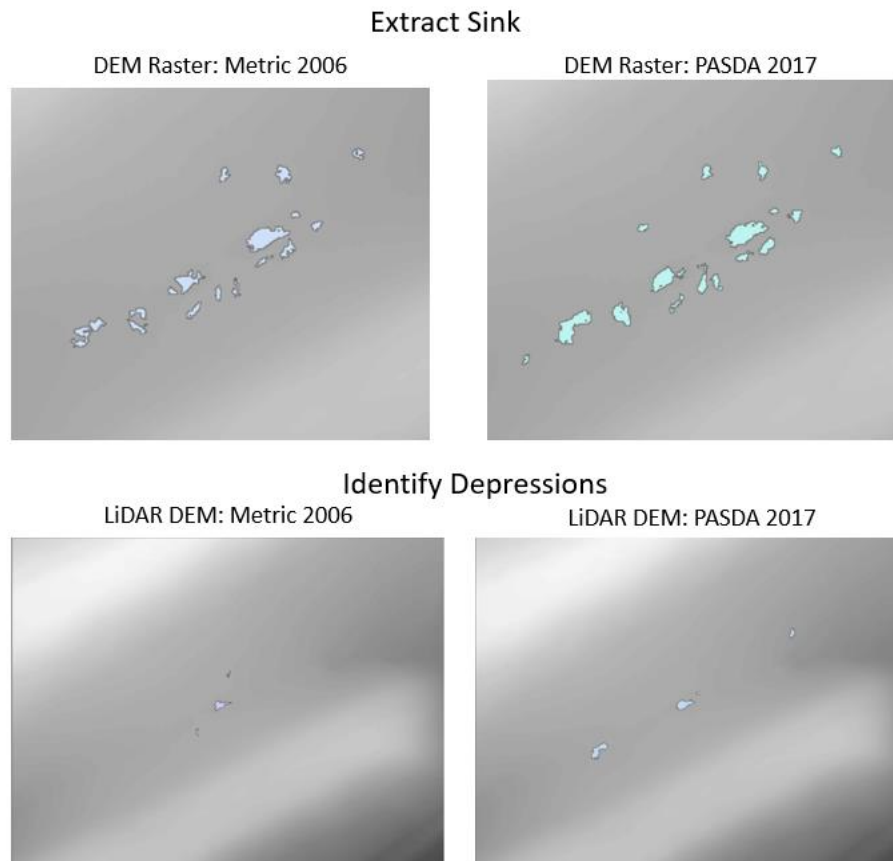 Extract Sink
DEM Raster: Metric 2006
DEM Raster: PASDA 2017
Identify Depressions
LiDAR DEM: Metric 2006
LiDAR DEM: PASDA 2017